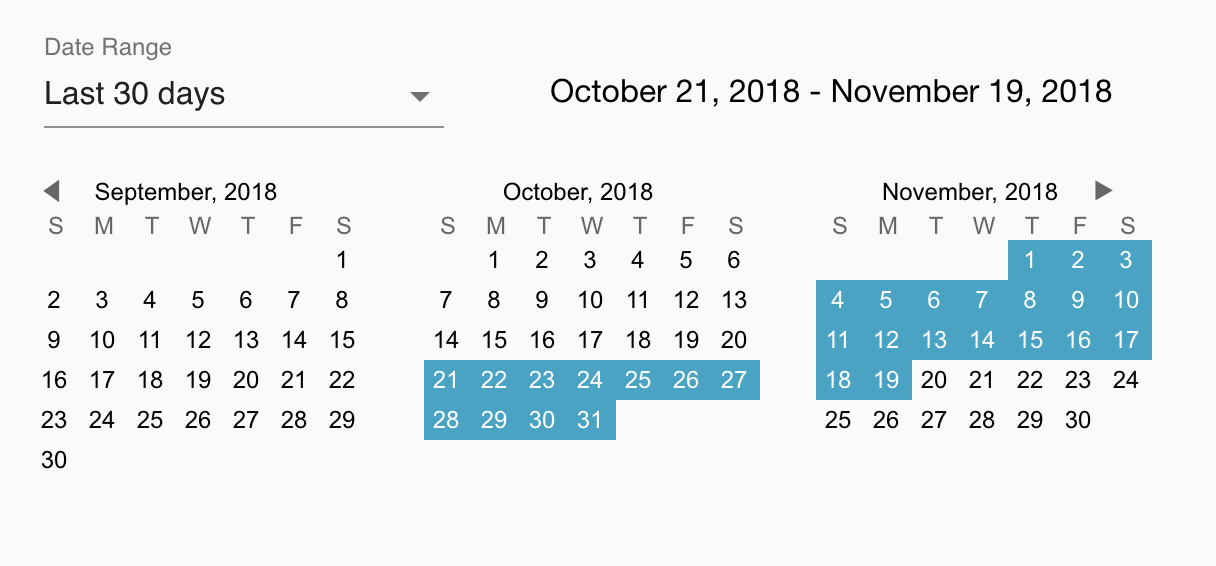 Date Range
Last 30 days
October 21, 2018 - November 19, 2018
September, 2018
S M T W T F S
1
2 3 4 5 6 7 8
9 10 11 12 13 14 15
16 17 18 19 20 21 22
23 24 25 26 27 28 29
30
October, 2018
S M T W T F S
1 2 3 4 5 6
7 8 9 10 11 12 13
14 15 16 17 18 19 20
21 22 23 24 25 26 27
28 29 30 31
November, 2018
S M T W T F S
1 2 3
4 5 6 7 8 9 10
11 12 13 14 15 16 17
18 19 20 21 22 23 24
25 26 27 28 29 30